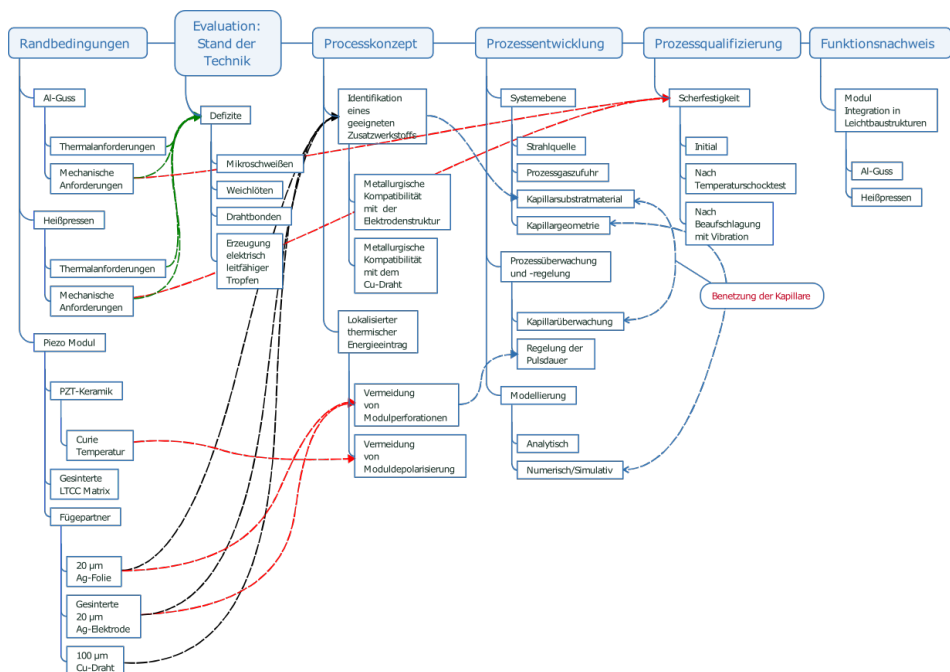 Randbedingungen
Evaluation:
Stand der
Technik
Processkonzept
Prozessentwicklung
Prozessqualifizierung
Funktionsnachweis
Al-Guss
Thermalanforderungen
Mechanische
Anforderungen
Heißpressen
Thermalanforderungen
Mechanische
Anforderungen
Piezo Modul
PZT-Keramik
Curie
Temperatur
Gesinterte
LTCC Matrix
Fügepartner
20 µm
Ag-Folie
Gesinterte
20 µm
Ag-Elektrode
100 µm
Cu-Draht
Defizite
Mikroschweißen
Weichlöten
Drahtbonden
Erzeugung
elektrisch
leitfähiger
Tropfen
Identifikation
eines
geeigneten
Zusatzwerkstoffs
Metallurgische
Kompatibilität
mit der
Elektrodenstruktur
Metallurgische
Kompatibilität
mit dem
Cu-Draht
Lokalisierter
thermischer
Energieeintrag
Vermeidung
von
Modulperforationen
Vermeidung
von
Moduldepolarisierung
Systemebene
Strahlquelle
Prozessgaszufuhr
Kapillarsubstratmaterial
Kapillargeometrie
Prozessüberwachung
und -regelung
Kapillarüberwachung
Regelung der
Pulsdauer
Modellierung
Analytisch
Numerisch/Simulativ
Scherfestigkeit
Initial
Nach
Temperaturschocktest
Nach
Beaufschlagung
mit Vibration
Benetzung der Kapillare
Modul
Integration in
Leichtbaustrukturen
Al-Guss
Heißpressen